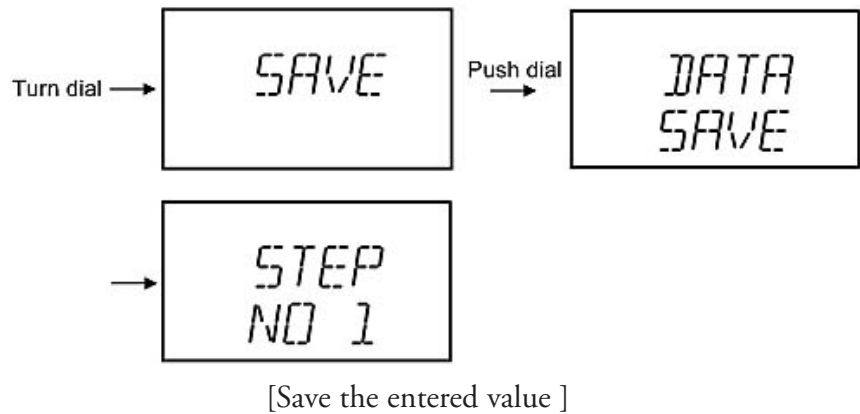 Turn dial
SAVE
Push dial
DATA
SAVE
STEP
NO 1
[Save the entered value ]